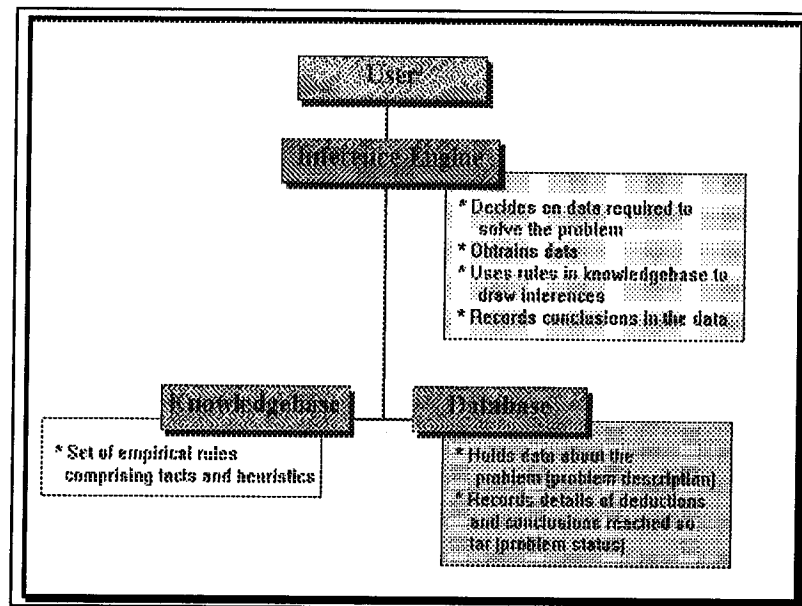 User
Inference Engine
* Decides on data required to
solve the problem
* Obtrains data
* Uses rules in knowledgebase to
draw inferences
* Records conclusions in the data
Knowledgebase
Database
* Set of empirical rules
comprising facts and heuristics
* Holds data about the
problem [problem description]
* Records details of deductions
and conclusions reached so
far [problem status]